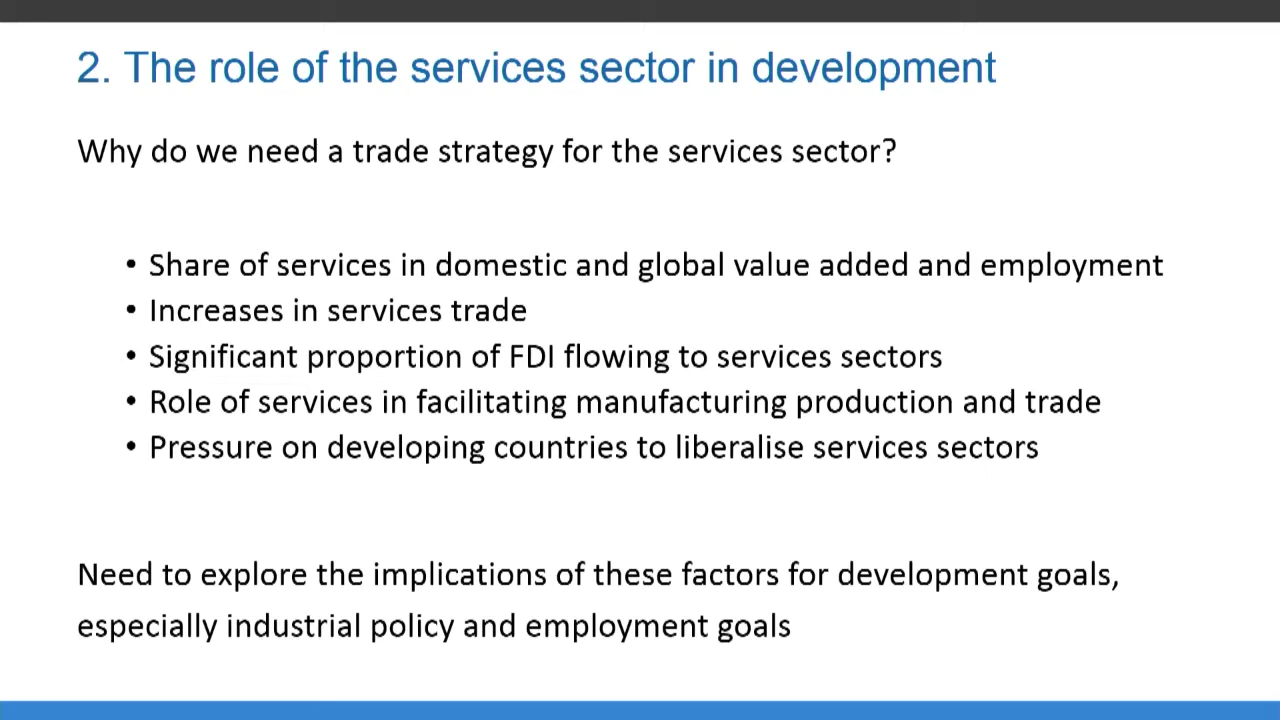 2. The role of the services sector in development
Why do we need a trade strategy for the services sector?
• Share of services in domestic and global value added and employment
• Increases in services trade
• Significant proportion of FDI flowing to services sectors
• Role of services in facilitating manufacturing production and trade
• Pressure on developing countries to liberalise services sectors
Need to explore the implications of these factors for development goals,
especially industrial policy and employment goals